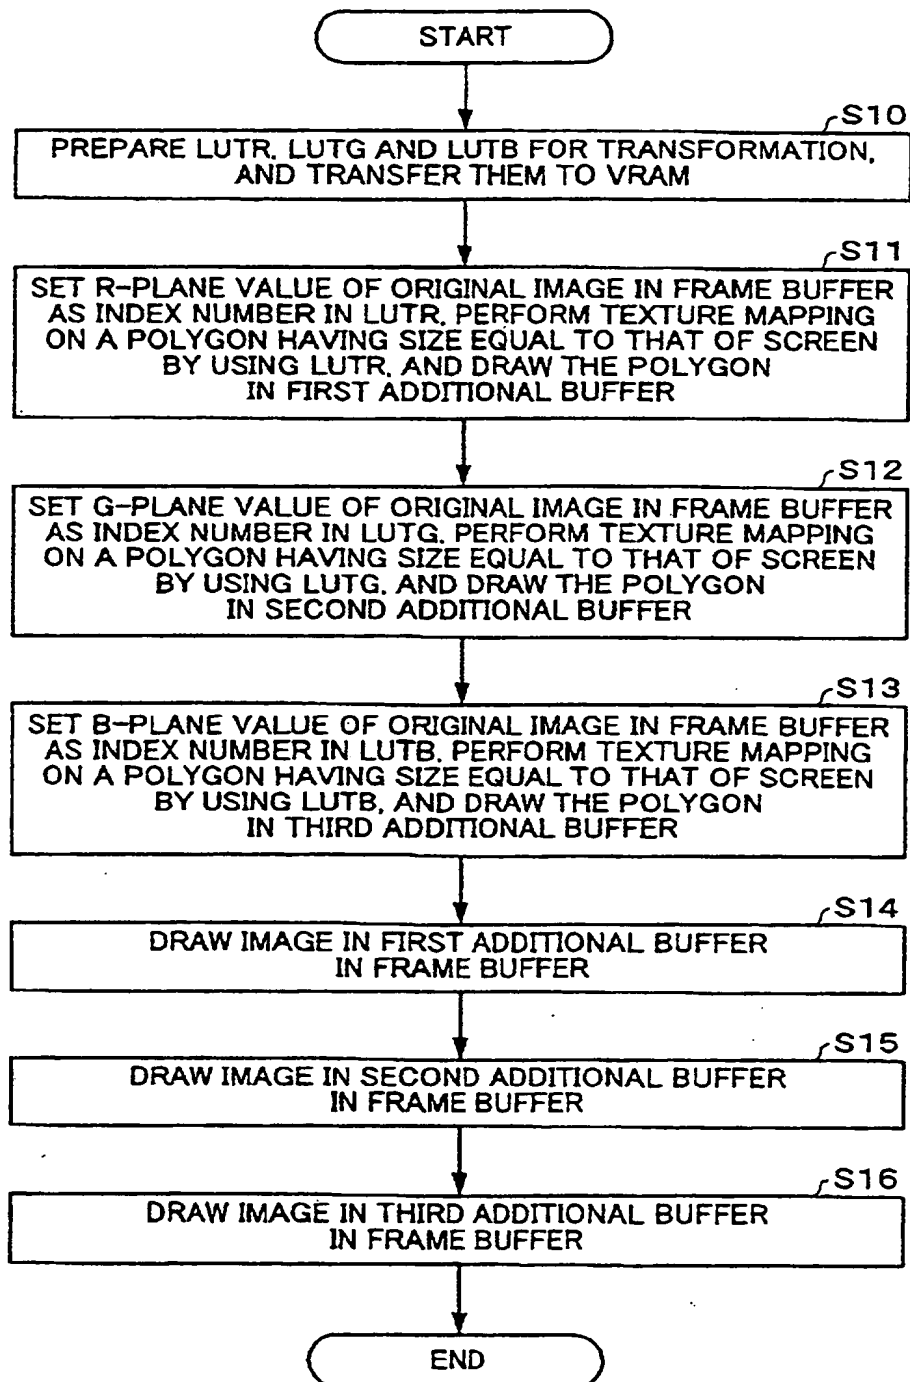 START
S10
PREPARE LUTR, LUTG AND LUTB FOR TRANSFORMATION,
AND TRANSFER THEM TO VRAM
S11
SET R-PLANE VALUE OF ORIGINAL IMAGE IN FRAME BUFFER
AS INDEX NUMBER IN LUTR, PERFORM TEXTURE MAPPING
ON A POLYGON HAVING SIZE EQUAL TO THAT OF SCREEN
BY USING LUTR, AND DRAW THE POLYGON
IN FIRST ADDITIONAL BUFFER
S12
SET G-PLANE VALUE OF ORIGINAL IMAGE IN FRAME BUFFER
AS INDEX NUMBER IN LUTG, PERFORM TEXTURE MAPPING
ON A POLYGON HAVING SIZE EQUAL TO THAT OF SCREEN
BY USING LUTG, AND DRAW THE POLYGON
IN SECOND ADDITIONAL BUFFER
S13
SET B-PLANE VALUE OF ORIGINAL IMAGE IN FRAME BUFFER
AS INDEX NUMBER IN LUTB, PERFORM TEXTURE MAPPING
ON A POLYGON HAVING SIZE EQUAL TO THAT OF SCREEN
BY USING LUTB, AND DRAW THE POLYGON
IN THIRD ADDITIONAL BUFFER
S14
DRAW IMAGE IN FIRST ADDITIONAL BUFFER
IN FRAME BUFFER
S15
DRAW IMAGE IN SECOND ADDITIONAL BUFFER
IN FRAME BUFFER
S16
DRAW IMAGE IN THIRD ADDITIONAL BUFFER
IN FRAME BUFFER
END